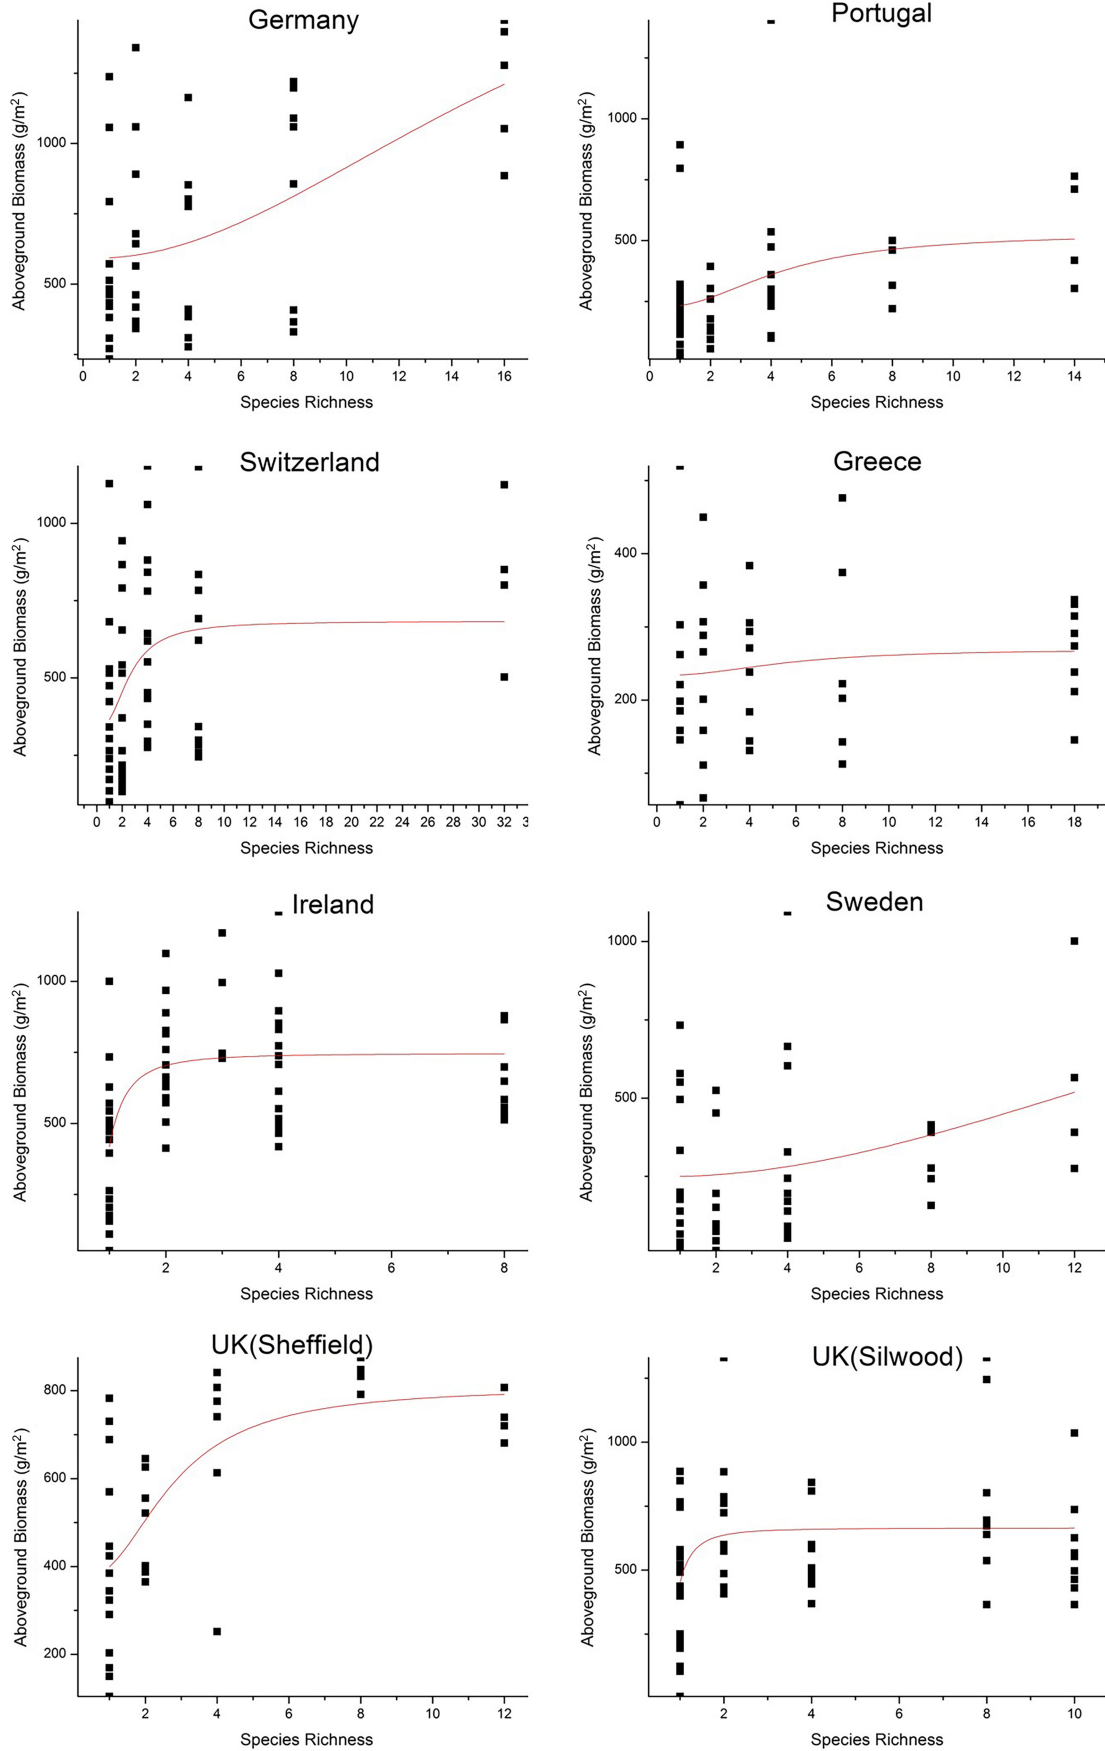 Germany
Aboveground Biomass (g/m²)
1000
500
0 2 4 6 8 10 12 14 16
Species Richness
Portugal
Aboveground Biomass (g/m²)
1000
500
0 2 4 6 8 10 12 14
Species Richness
Switzerland
Aboveground Biomass (g/m²)
1000
500
0 2 4 6 8 10 12 14 16 18 20 22 24 26 28 30 32 3
Species Richness
Greece
Aboveground Biomass (g/m²)
400
200
0 2 4 6 8 10 12 14 16 18
Species Richness
Ireland
Aboveground Biomass (g/m²)
1000
500
2 4 6 8
Species Richness
Sweden
Aboveground Biomass (g/m²)
1000
500
2 4 6 8 10 12
Species Richness
UK(Sheffield)
Aboveground Biomass (g/m²)
800
600
400
200
2 4 6 8 10 12
Species Richness
UK(Silwood)
Aboveground Biomass (g/m²)
1000
500
2 4 6 8 10
Species Richness